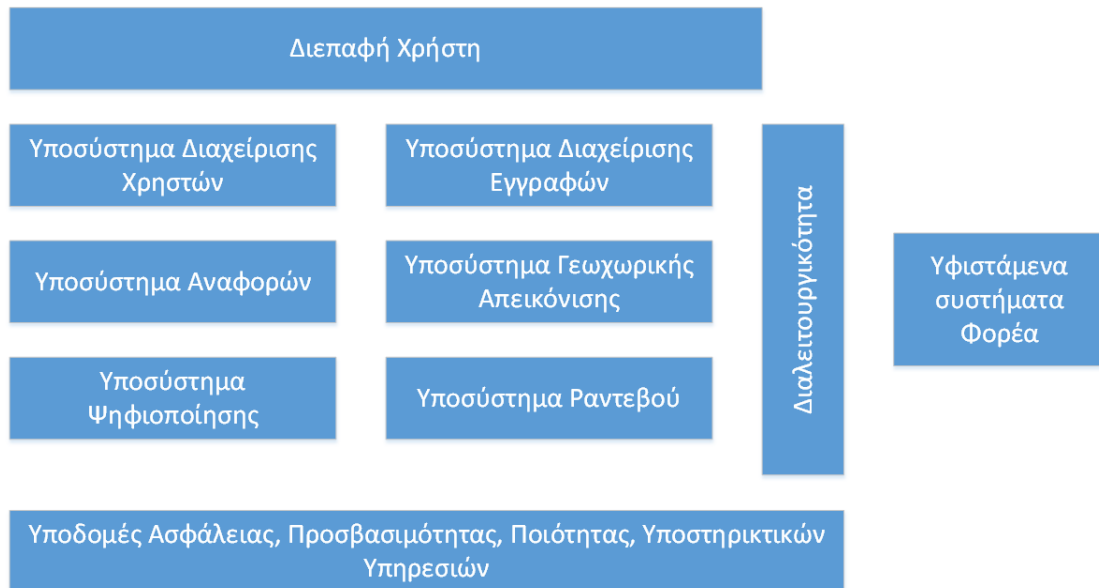 Διεπαφή Χρήστη
Υποσύστημα Διαχείρισης
Χρηστών
Υποσύστημα Διαχείρισης
Εγγραφών
Υποσύστημα Αναφορών
Υποσύστημα Γεωχωρικής
Απεικόνισης
Υποσύστημα
Ψηφιοποίησης
Υποσύστημα Ραντεβού
Διαλειτουργικότητα
Υφιστάμενα
συστήματα
Φορέα
Υποδομές Ασφάλειας, Προσβασιμότητας, Ποιότητας, Υποστηρικτικών
Υπηρεσιών